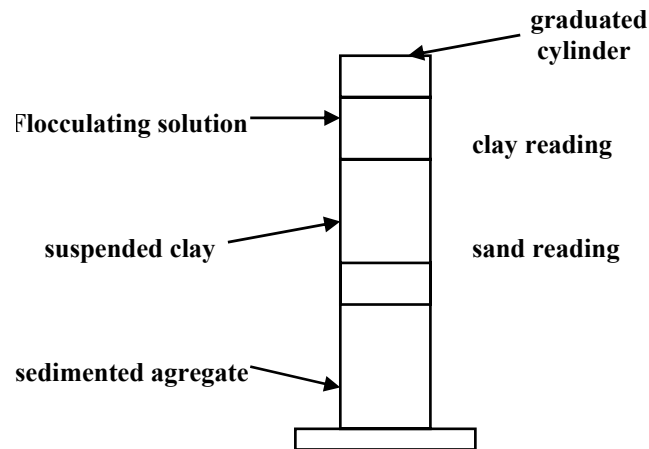 graduated
cylinder
Flocculating solution
clay reading
suspended clay
sand reading
sedimented agregate